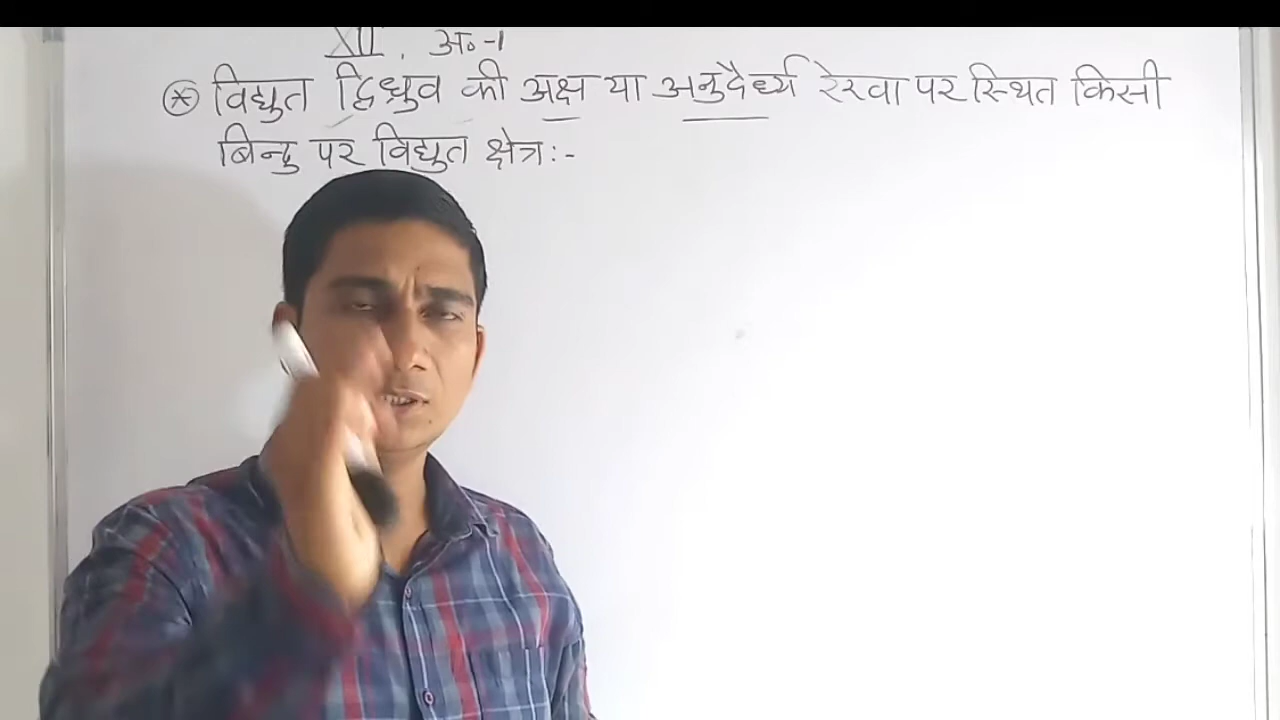 XII, अ०-1
⊛ विद्युत द्विध्रुव की अक्ष या अनुदैर्ध्य रेखा पर स्थित किसी
बिन्दु पर विद्युत क्षेत्र:-